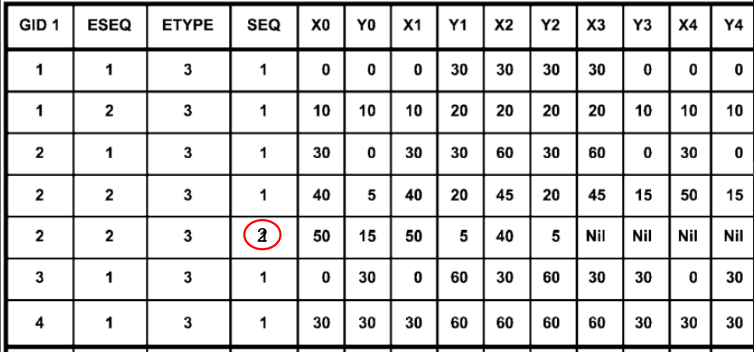 GID 1 ESEQ ETYPE SEQ X0 Y0 X1 Y1 X2 Y2 X3 Y3 X4 Y4
1 1 3 1 0 0 0 30 30 30 30 0 0 0
1 2 3 1 10 10 10 20 20 20 20 10 10 10
2 1 3 1 30 0 30 30 60 30 60 0 30 0
2 2 3 1 40 5 40 20 45 20 45 15 50 15
2 2 3 50 15 50 5 40 5 Nil Nil Nil Nil
3 1 3 1 0 30 0 60 30 60 30 30 0 30
4 1 3 1 30 30 30 60 60 60 60 30 30 30